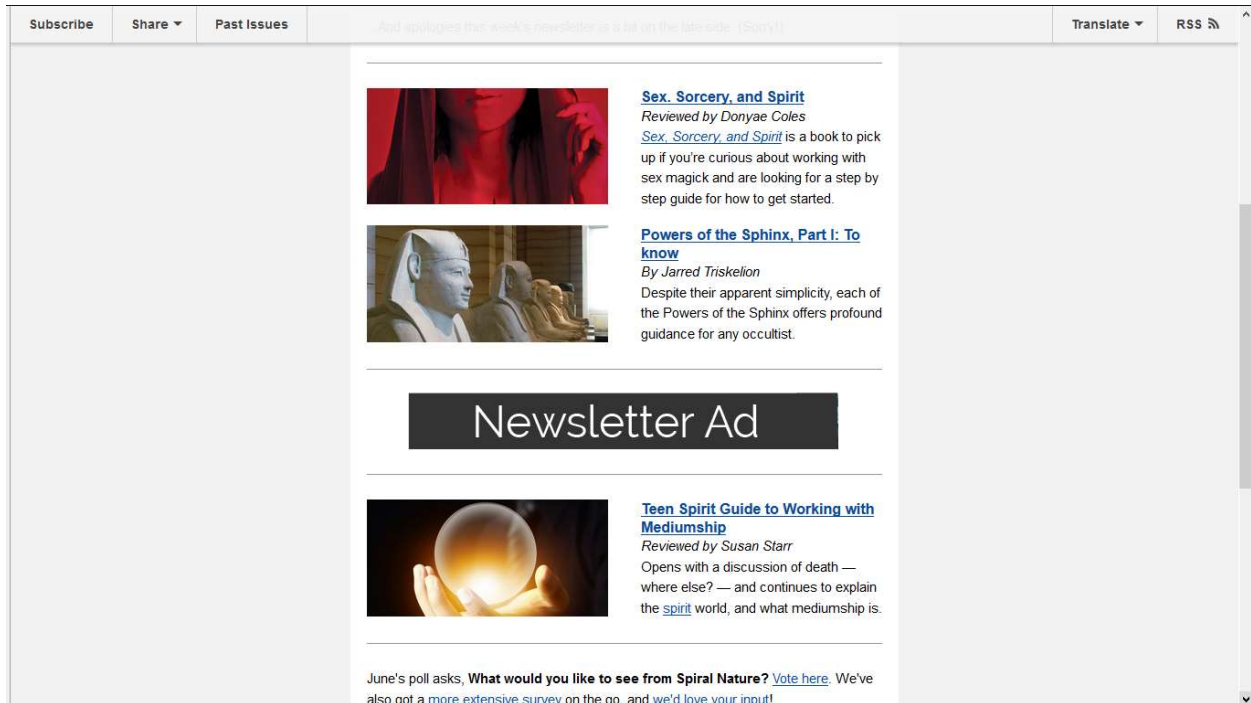 Subscribe
Share
Past Issues
Translate
RSS
And apologies this week's newsletter is a bit on the late side. (Sorry!)
Sex. Sorcery, and Spirit
Reviewed by Donyae Coles
Sex, Sorcery, and Spirit is a book to pick
up if you're curious about working with
sex magick and are looking for a step by
step guide for how to get started.
Powers of the Sphinx, Part I: To
know
By Jarred Triskelion
Despite their apparent simplicity, each of
the Powers of the Sphinx offers profound
guidance for any occultist.
Newsletter Ad
Teen Spirit Guide to Working with
Mediumship
Reviewed by Susan Starr
Opens with a discussion of death —
where else? — and continues to explain
the spirit world, and what mediumship is.
June's poll asks, What would you like to see from Spiral Nature? Vote here. We've
also got a more extensive survey on the go, and we'd love your input!